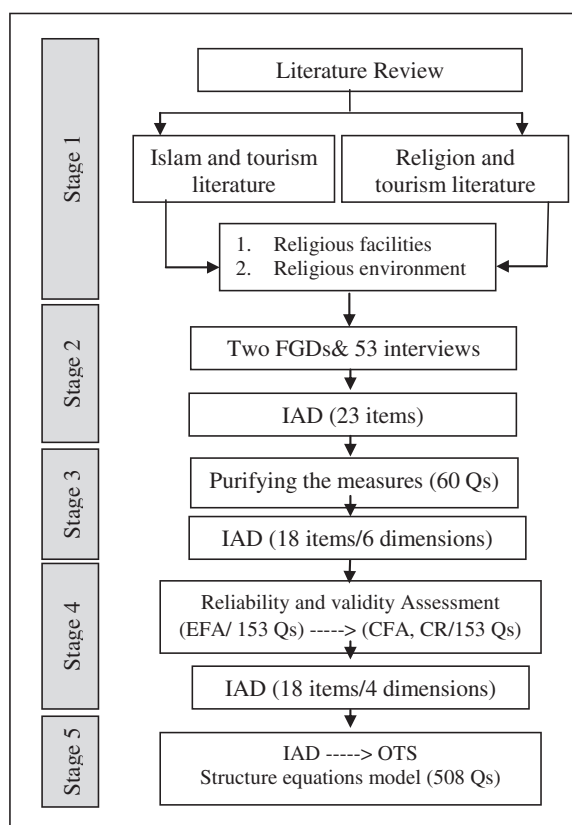 Stage 1
Literature Review
Islam and tourism
literature
Religion and
tourism literature
1. Religious facilities
2. Religious environment
Stage 2
Two FGDs& 53 interviews
IAD (23 items)
Stage 3
Purifying the measures (60 Qs)
IAD (18 items/6 dimensions)
Stage 4
Reliability and validity Assessment
(EFA/ 153 Qs) -----> (CFA, CR/153 Qs)
IAD (18 items/4 dimensions)
Stage 5
IAD -----> OTS
Structure equations model (508 Qs)